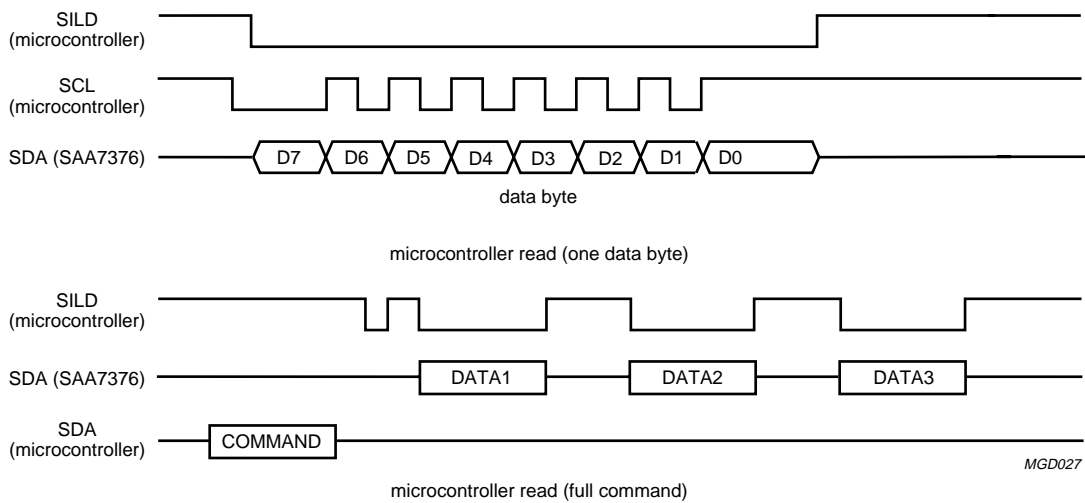 SILD
(microcontroller)
SCL
(microcontroller)
SDA (SAA7376)
D7 D6 D5 D4 D3 D2 D1 D0
data byte
microcontroller read (one data byte)
SILD
(microcontroller)
SDA (SAA7376)
DATA1 DATA2 DATA3
SDA
(microcontroller)
COMMAND
MGD027
microcontroller read (full command)